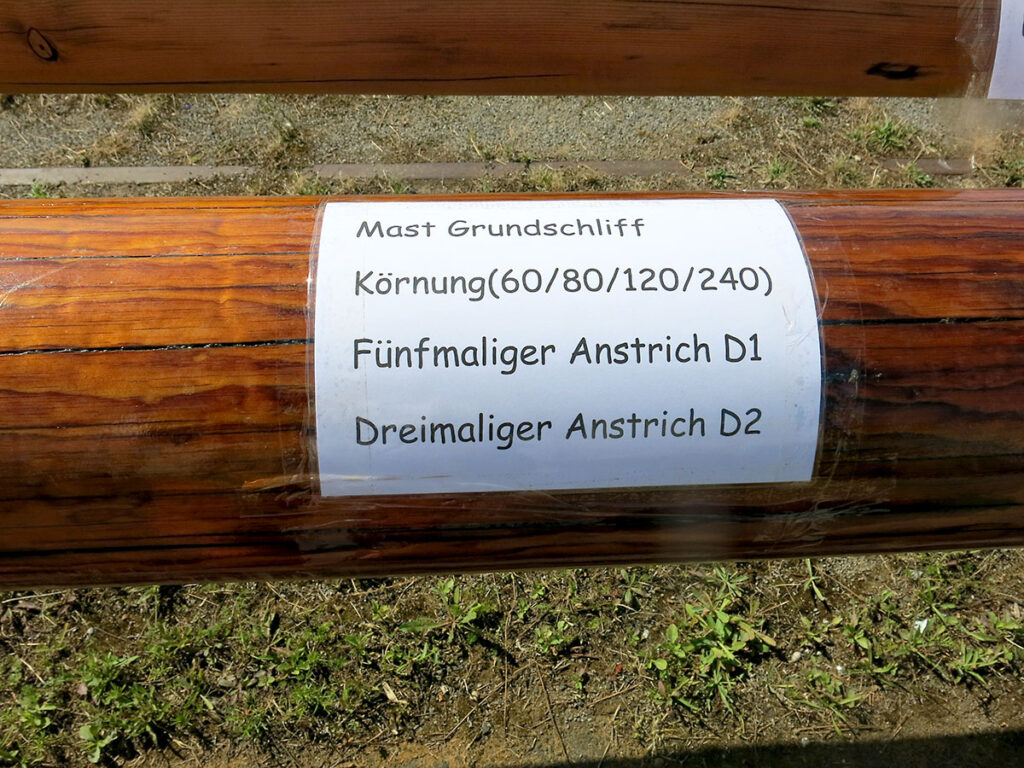 Mast Grundschliff
Körnung(60/80/120/240)
Fünfmaliger Anstrich D1
Dreimaliger Anstrich D2